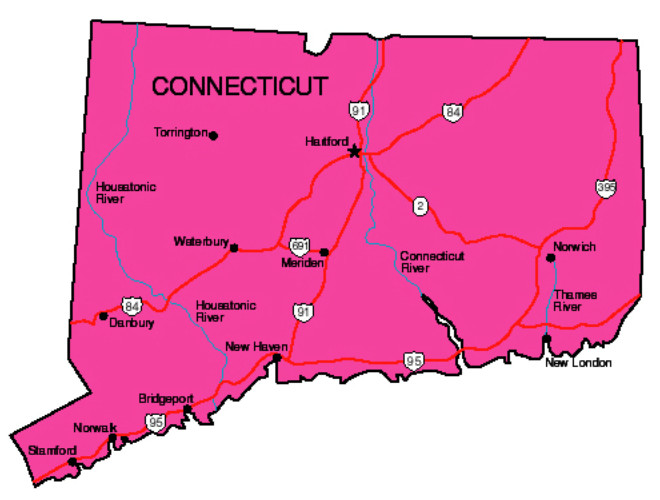 CONNECTICUT
91
84
Torrington
Hartford
Housatonic
River
395
2
Waterbury
691
Meriden
Norwich
Connecticut
River
84
Danbury
Housatonic
River
91
Thames
River
New Haven
95
New London
Bridgeport
Norwalk
95
Stamford